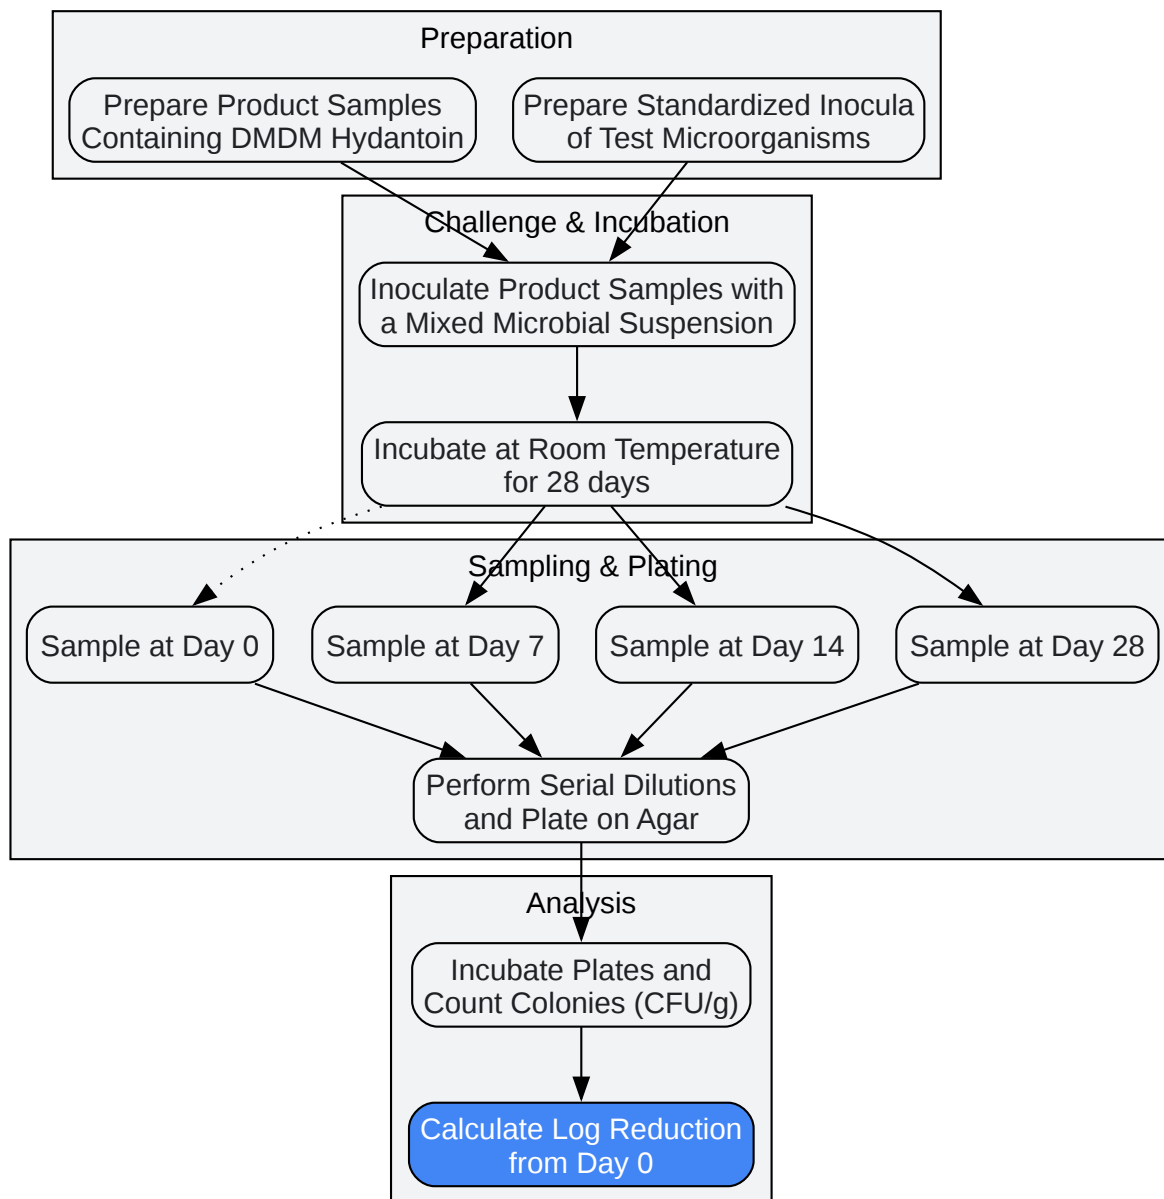 Preparation
Prepare Product Samples
Containing DMDM Hydantoin
Prepare Standardized Inocula
of Test Microorganisms
Challenge & Incubation
Inoculate Product Samples with
a Mixed Microbial Suspension
Incubate at Room Temperature
for 28 days
Sampling & Plating
Sample at Day 0
Sample at Day 7
Sample at Day 14
Sample at Day 28
Perform Serial Dilutions
and Plate on Agar
Analysis
Incubate Plates and
Count Colonies (CFU/g)
Calculate Log Reduction
from Day 0